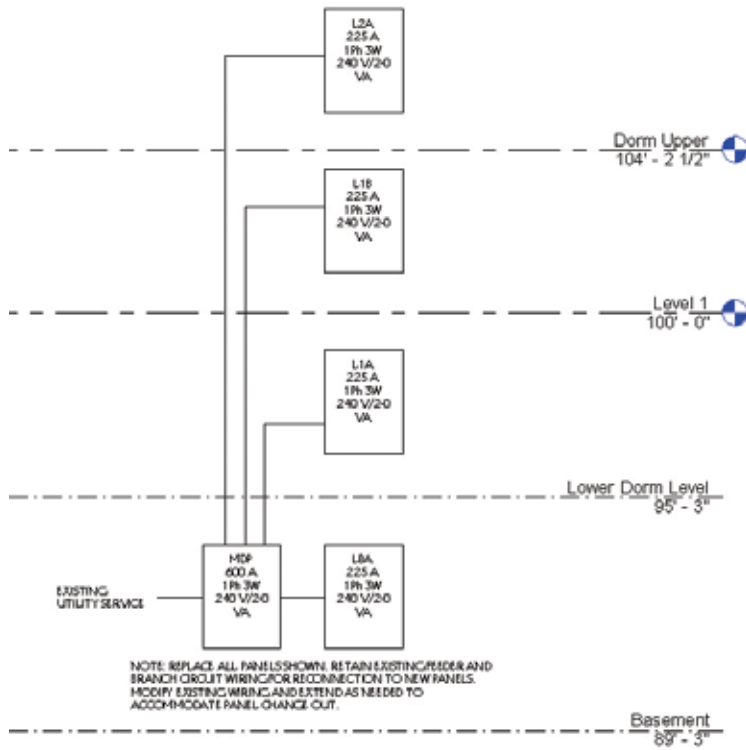 L2A
225 A
1Ph 3W
240 V/2-0
VA
Dorm Upper
104' - 2 1/2"
L1B
225 A
1Ph 3W
240 V/2-0
VA
Level 1
100' - 0"
L1A
225 A
1Ph 3W
240 V/2-0
VA
Lower Dorm Level
95' - 3"
MDP
600 A
1Ph 3W
240 V/2-0
VA
LBA
225 A
1Ph 3W
240 V/2-0
VA
EXISTING
UTILITY SERVICE
NOTE: REPLACE ALL PANELS SHOWN. RETAIN EXISTING FEEDER AND
BRANCH CIRCUIT WIRING FOR RECONNECTION TO NEW PANELS.
MODIFY EXISTING WIRING AND EXTEND AS NEEDED TO
ACCOMMODATE PANEL CHANGE OUT.
Basement
89' - 3"